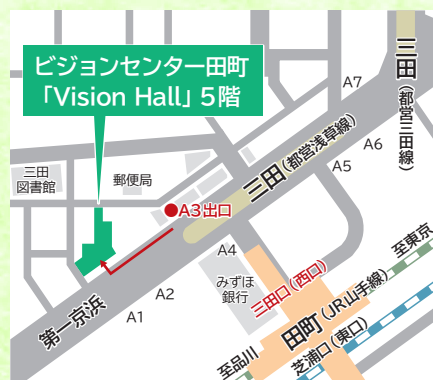 ビジョンセンター田町
「Vision Hall」5階
三田
(都営三田線)
A7
A6
A5
三田(都営浅草線)
三田
図書館
郵便局
A3出口
A4
みずほ
銀行
三田口(西口)
至東京
田町(JR山手線)
芝浦口(東口)
至品川
A2
A1
第一京浜